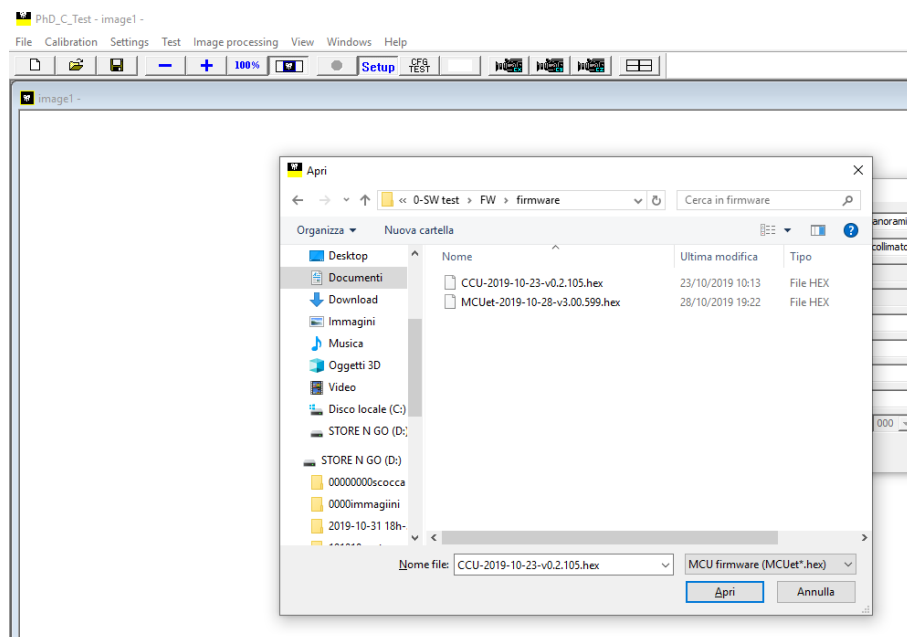 PhD_C_Test - image1 -
File Calibration Settings Test Image processing View Windows Help
100% Setup CFG TEST
image1 -
Apri
« 0-SW test > FW > firmware Cerca in firmware
Organizza Nuova cartella
Nome Ultima modifica Tipo
CCU-2019-10-23-v0.2.105.hex 23/10/2019 10:13 File HEX
MCUet-2019-10-28-v3.00.599.hex 28/10/2019 19:22 File HEX
Desktop
Documenti
Download
Immagini
Musica
Oggetti 3D
Video
Disco locale (C:)
STORE N GO (D:)
STORE N GO (D:)
00000000scocca
0000immagiini
2019-10-31 18h-
Nome file: CCU-2019-10-23-v0.2.105.hex MCU firmware (MCUet*.hex)
Apri Annulla
anorami
collimato
000